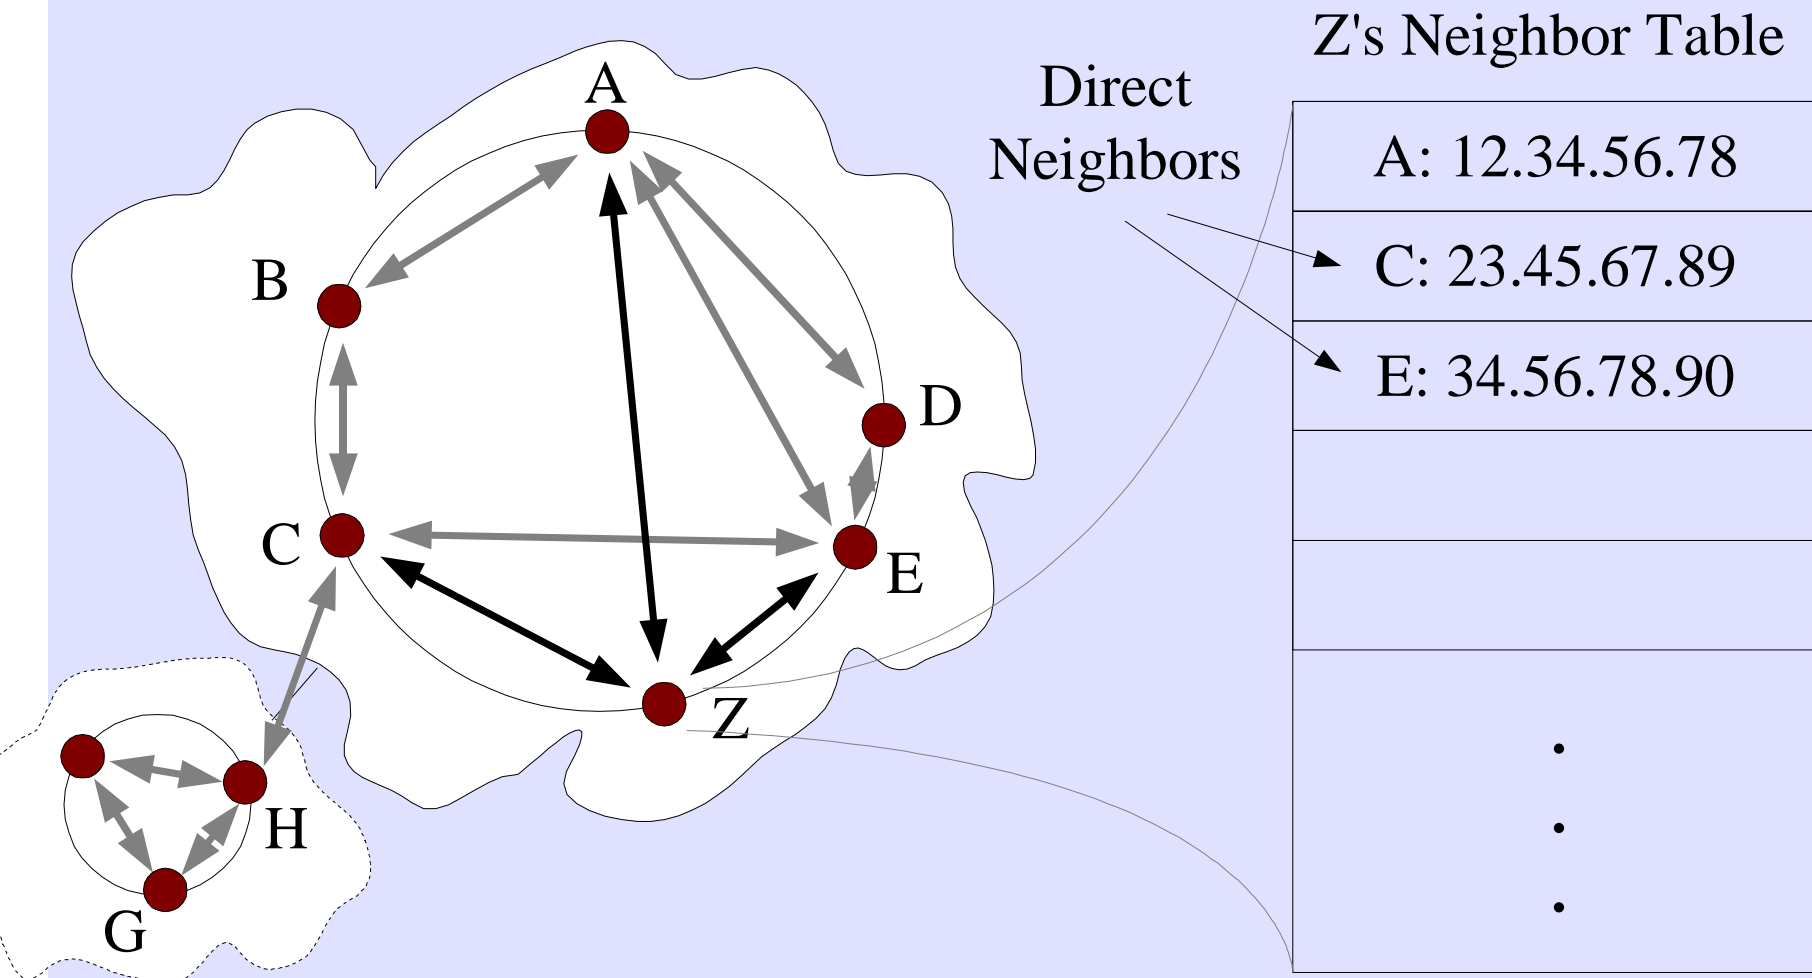 Z's Neighbor Table
Direct
Neighbors
A: 12.34.56.78
C: 23.45.67.89
E: 34.56.78.90
A
B
C
D
E
Z
H
G